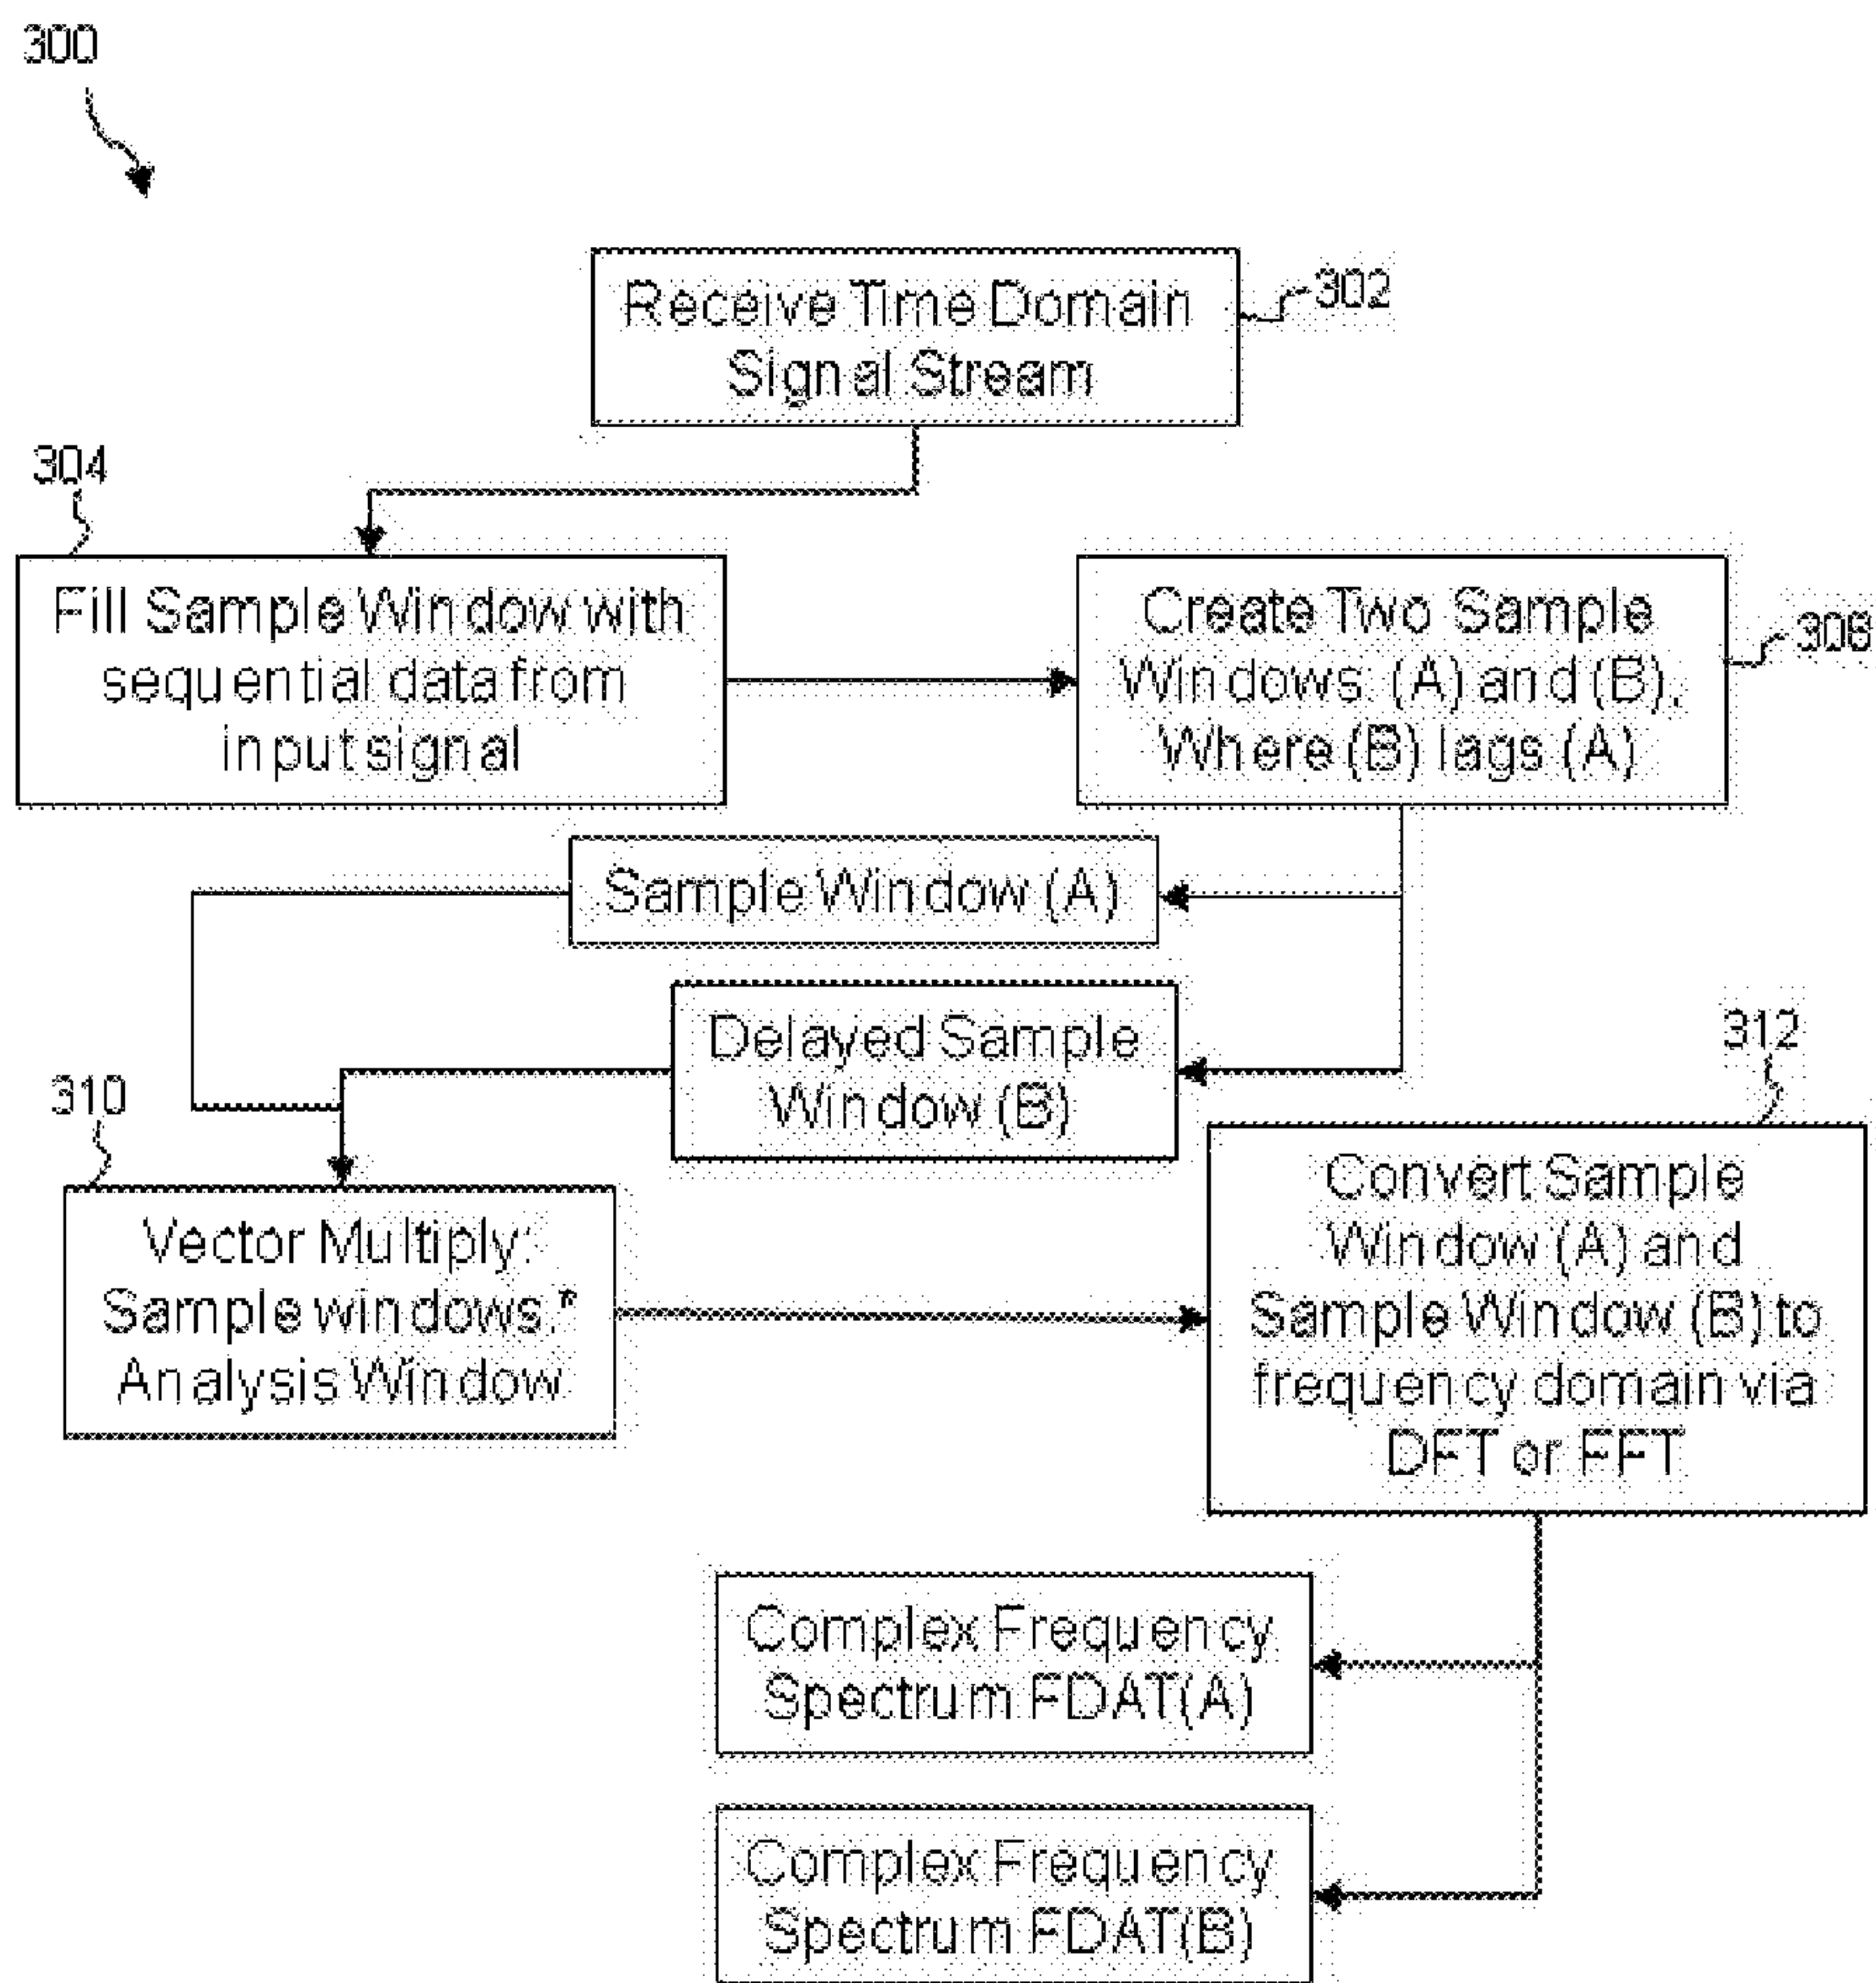 300
Receive Time Domain
Signal Stream
302
304
Fill Sample Window with
sequential data from
input signal
Create Two Sample
Windows (A) and (B),
Where (B) lags (A)
Sample Window (A)
Delayed Sample
Window (B)
310
Vector Multiply:
Sample windows.*
Analysis Window
312
Convert Sample
Window (A) and
Sample Window (B) to
frequency domain via
DFT or FFT
Complex Frequency
Spectrum FDAT(A)
Complex Frequency
Spectrum FDAT(B)